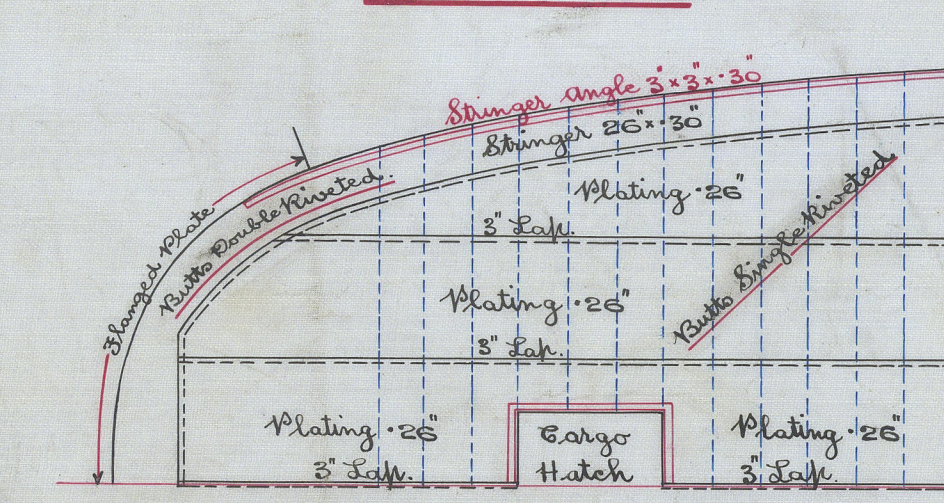 Stringer angle 3"x3"x·30"
Stringer 26"x·30"
Flanged Plate
Butts Double Riveted.
Plating ·26"
3" Lap.
Butts Single Riveted
Plating ·26"
3" Lap.
Plating ·26"
3" Lap.
Cargo
Hatch
Plating ·26"
3" Lap.